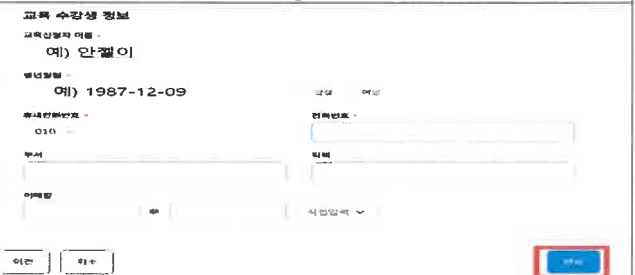 교육 수강생 정보
교육신청자 이름 *
예) 안젤이
생년월일 *
예) 1987-12-09
남성 여성
휴대전화번호 *
전화번호 *
010
부서
직책
이메일
@
직접입력
이전
취소